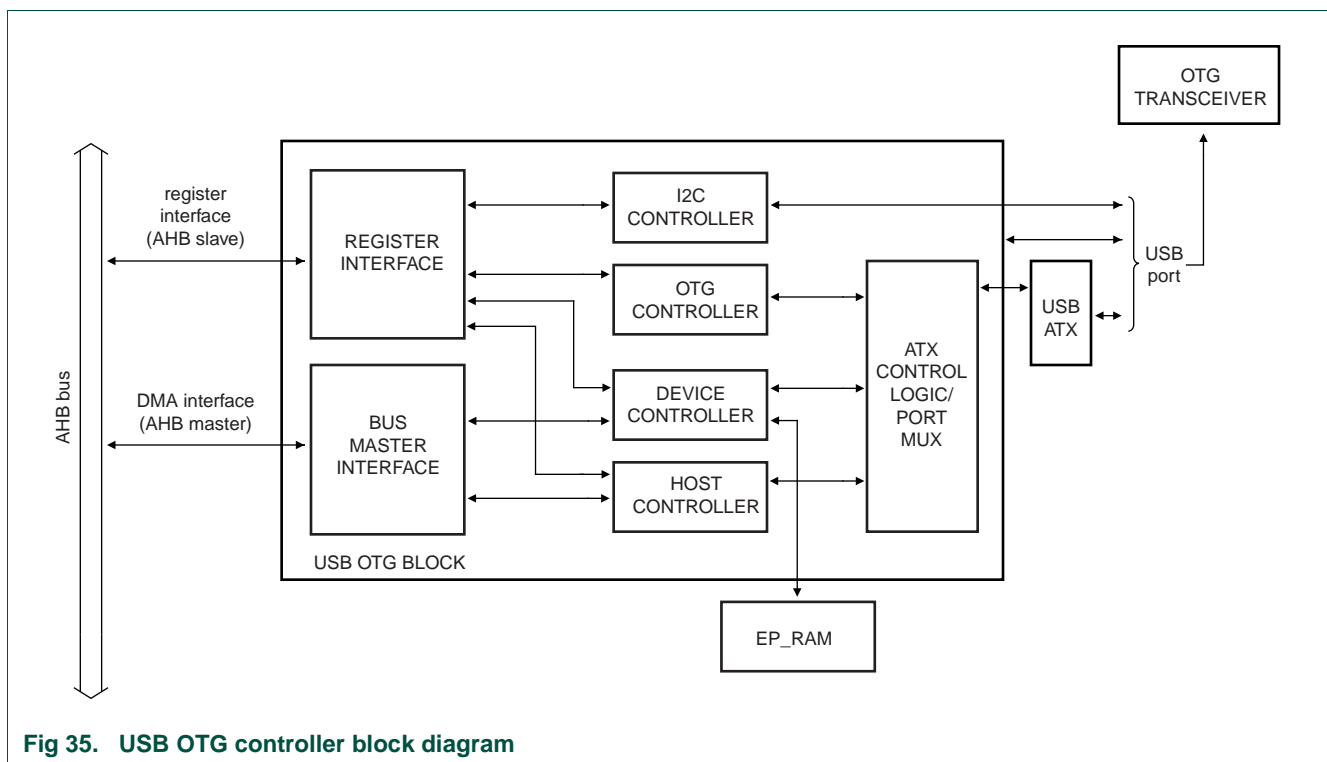 OTG
TRANSCEIVER
register
interface
(AHB slave)
REGISTER
INTERFACE
I2C
CONTROLLER
OTG
CONTROLLER
USB
port
USB
ATX
ATX
CONTROL
LOGIC/
PORT
MUX
AHB bus
DMA interface
(AHB master)
BUS
MASTER
INTERFACE
DEVICE
CONTROLLER
HOST
CONTROLLER
USB OTG BLOCK
EP_RAM
Fig 35. USB OTG controller block diagram